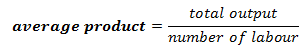 average product = total output / number of labour